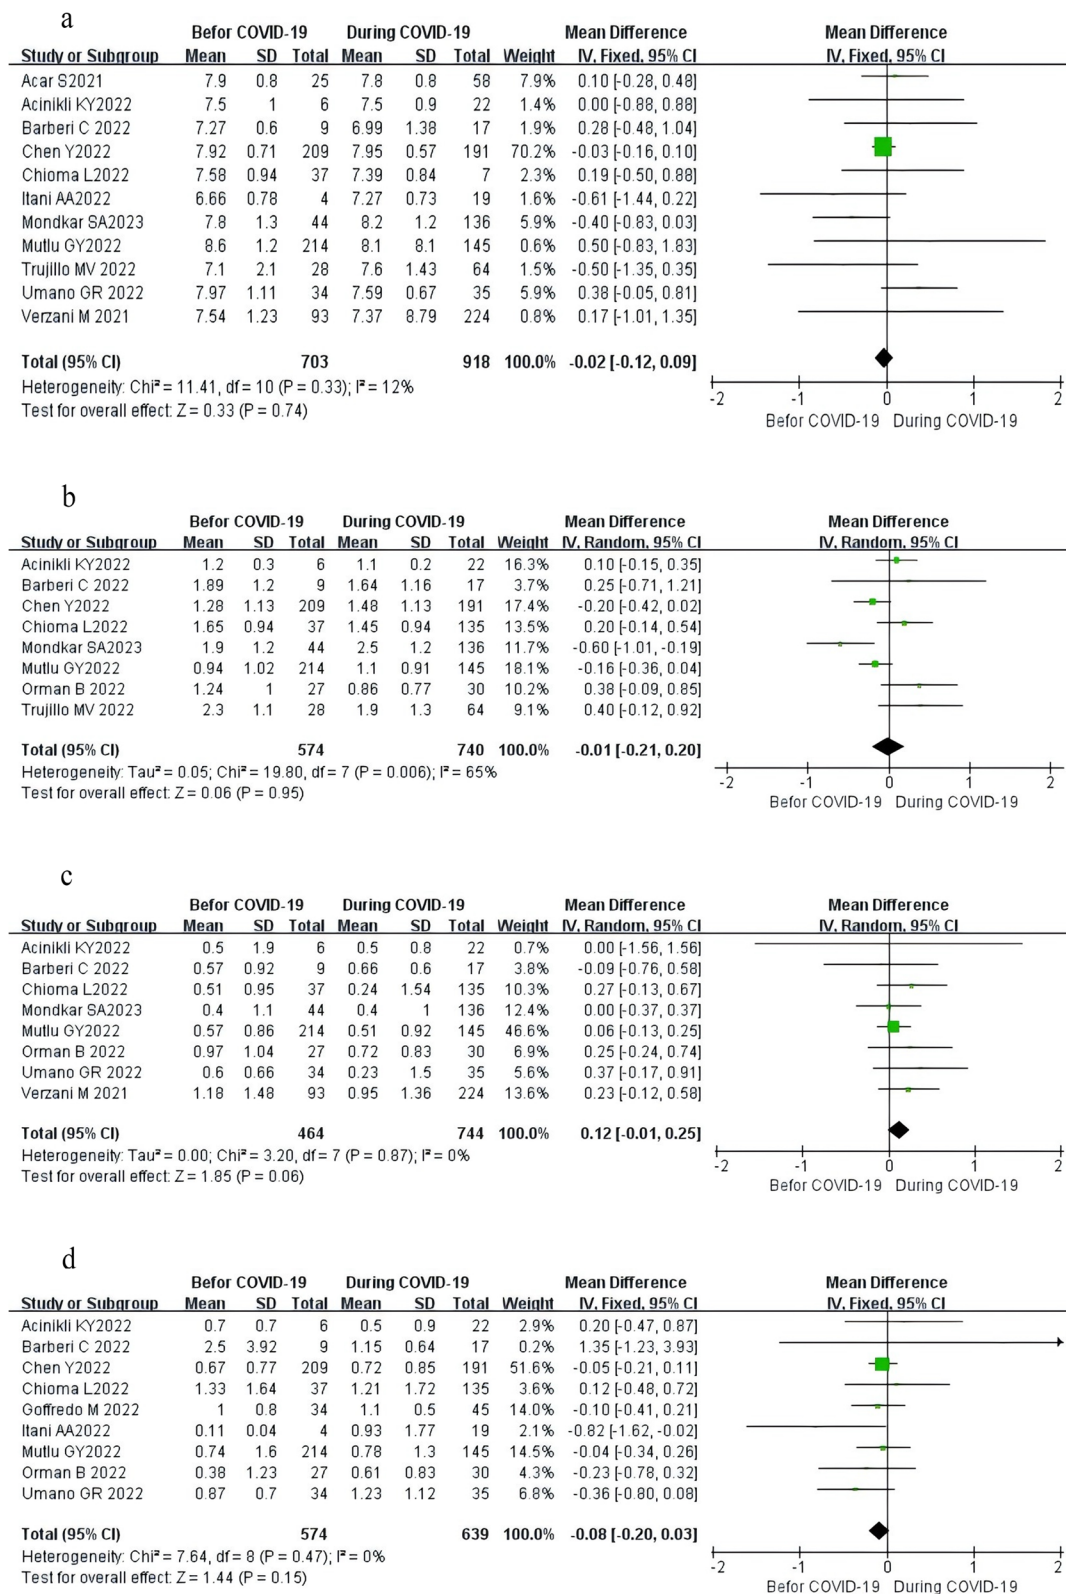 a
Befor COVID-19 During COVID-19 Mean Difference Mean Difference
Study or Subgroup Mean SD Total Mean SD Total Weight IV, Fixed, 95% CI IV, Fixed, 95% CI
Acar S2021 7.9 0.8 25 7.8 0.8 58 7.9% 0.10 [-0.28, 0.48]
Acinikli KY2022 7.5 1 6 7.5 0.9 22 1.4% 0.00 [-0.88, 0.88]
Barberi C 2022 7.27 0.6 9 6.99 1.38 17 1.9% 0.28 [-0.48, 1.04]
Chen Y2022 7.92 0.71 209 7.95 0.57 191 70.2% -0.03 [-0.16, 0.10]
Chioma L2022 7.58 0.94 37 7.39 0.84 7 2.3% 0.19 [-0.50, 0.88]
Itani AA2022 6.66 0.78 4 7.27 0.73 19 1.6% -0.61 [-1.44, 0.22]
Mondkar SA2023 7.8 1.3 44 8.2 1.2 136 5.9% -0.40 [-0.83, 0.03]
Mutlu GY2022 8.6 1.2 214 8.1 8.1 145 0.6% 0.50 [-0.83, 1.83]
Trujillo MV 2022 7.1 2.1 28 7.6 1.43 64 1.5% -0.50 [-1.35, 0.35]
Umano GR 2022 7.97 1.11 34 7.59 0.67 35 5.9% 0.38 [-0.05, 0.81]
Verzani M 2021 7.54 1.23 93 7.37 8.79 224 0.8% 0.17 [-1.01, 1.35]
Total (95% CI) 703 918 100.0% -0.02 [-0.12, 0.09]
Heterogeneity: Chi² = 11.41, df = 10 (P = 0.33); I² = 12%
Test for overall effect: Z = 0.33 (P = 0.74)
-2 -1 0 1 2
Befor COVID-19 During COVID-19
b
Befor COVID-19 During COVID-19 Mean Difference Mean Difference
Study or Subgroup Mean SD Total Mean SD Total Weight IV, Random, 95% CI IV, Random, 95% CI
Acinikli KY2022 1.2 0.3 6 1.1 0.2 22 16.3% 0.10 [-0.15, 0.35]
Barberi C 2022 1.89 1.2 9 1.64 1.16 17 3.7% 0.25 [-0.71, 1.21]
Chen Y2022 1.28 1.13 209 1.48 1.13 191 17.4% -0.20 [-0.42, 0.02]
Chioma L2022 1.65 0.94 37 1.45 0.94 135 13.5% 0.20 [-0.14, 0.54]
Mondkar SA2023 1.9 1.2 44 2.5 1.2 136 11.7% -0.60 [-1.01, -0.19]
Mutlu GY2022 0.94 1.02 214 1.1 0.91 145 18.1% -0.16 [-0.36, 0.04]
Orman B 2022 1.24 1 27 0.86 0.77 30 10.2% 0.38 [-0.09, 0.85]
Trujillo MV 2022 2.3 1.1 28 1.9 1.3 64 9.1% 0.40 [-0.12, 0.92]
Total (95% CI) 574 740 100.0% -0.01 [-0.21, 0.20]
Heterogeneity: Tau² = 0.05; Chi² = 19.80, df = 7 (P = 0.006); I² = 65%
Test for overall effect: Z = 0.06 (P = 0.95)
-2 -1 0 1 2
Befor COVID-19 During COVID-19
c
Befor COVID-19 During COVID-19 Mean Difference Mean Difference
Study or Subgroup Mean SD Total Mean SD Total Weight IV, Random, 95% CI IV, Random, 95% CI
Acinikli KY2022 0.5 1.9 6 0.5 0.8 22 0.7% 0.00 [-1.56, 1.56]
Barberi C 2022 0.57 0.92 9 0.66 0.6 17 3.8% -0.09 [-0.76, 0.58]
Chioma L2022 0.51 0.95 37 0.24 1.54 135 10.3% 0.27 [-0.13, 0.67]
Mondkar SA2023 0.4 1.1 44 0.4 1 136 12.4% 0.00 [-0.37, 0.37]
Mutlu GY2022 0.57 0.86 214 0.51 0.92 145 46.6% 0.06 [-0.13, 0.25]
Orman B 2022 0.97 1.04 27 0.72 0.83 30 6.9% 0.25 [-0.24, 0.74]
Umano GR 2022 0.6 0.66 34 0.23 1.5 35 5.6% 0.37 [-0.17, 0.91]
Verzani M 2021 1.18 1.48 93 0.95 1.36 224 13.6% 0.23 [-0.12, 0.58]
Total (95% CI) 464 744 100.0% 0.12 [-0.01, 0.25]
Heterogeneity: Tau² = 0.00; Chi² = 3.20, df = 7 (P = 0.87); I² = 0%
Test for overall effect: Z = 1.85 (P = 0.06)
-2 -1 0 1 2
Befor COVID-19 During COVID-19
d
Befor COVID-19 During COVID-19 Mean Difference Mean Difference
Study or Subgroup Mean SD Total Mean SD Total Weight IV, Fixed, 95% CI IV, Fixed, 95% CI
Acinikli KY2022 0.7 0.7 6 0.5 0.9 22 2.9% 0.20 [-0.47, 0.87]
Barberi C 2022 2.5 3.92 9 1.15 0.64 17 0.2% 1.35 [-1.23, 3.93]
Chen Y2022 0.67 0.77 209 0.72 0.85 191 51.6% -0.05 [-0.21, 0.11]
Chioma L2022 1.33 1.64 37 1.21 1.72 135 3.6% 0.12 [-0.48, 0.72]
Goffredo M 2022 1 0.8 34 1.1 0.5 45 14.0% -0.10 [-0.41, 0.21]
Itani AA2022 0.11 0.04 4 0.93 1.77 19 2.1% -0.82 [-1.62, -0.02]
Mutlu GY2022 0.74 1.6 214 0.78 1.3 145 14.5% -0.04 [-0.34, 0.26]
Orman B 2022 0.38 1.23 27 0.61 0.83 30 4.3% -0.23 [-0.78, 0.32]
Umano GR 2022 0.87 0.7 34 1.23 1.12 35 6.8% -0.36 [-0.80, 0.08]
Total (95% CI) 574 639 100.0% -0.08 [-0.20, 0.03]
Heterogeneity: Chi² = 7.64, df = 8 (P = 0.47); I² = 0%
Test for overall effect: Z = 1.44 (P = 0.15)
-2 -1 0 1 2
Befor COVID-19 During COVID-19